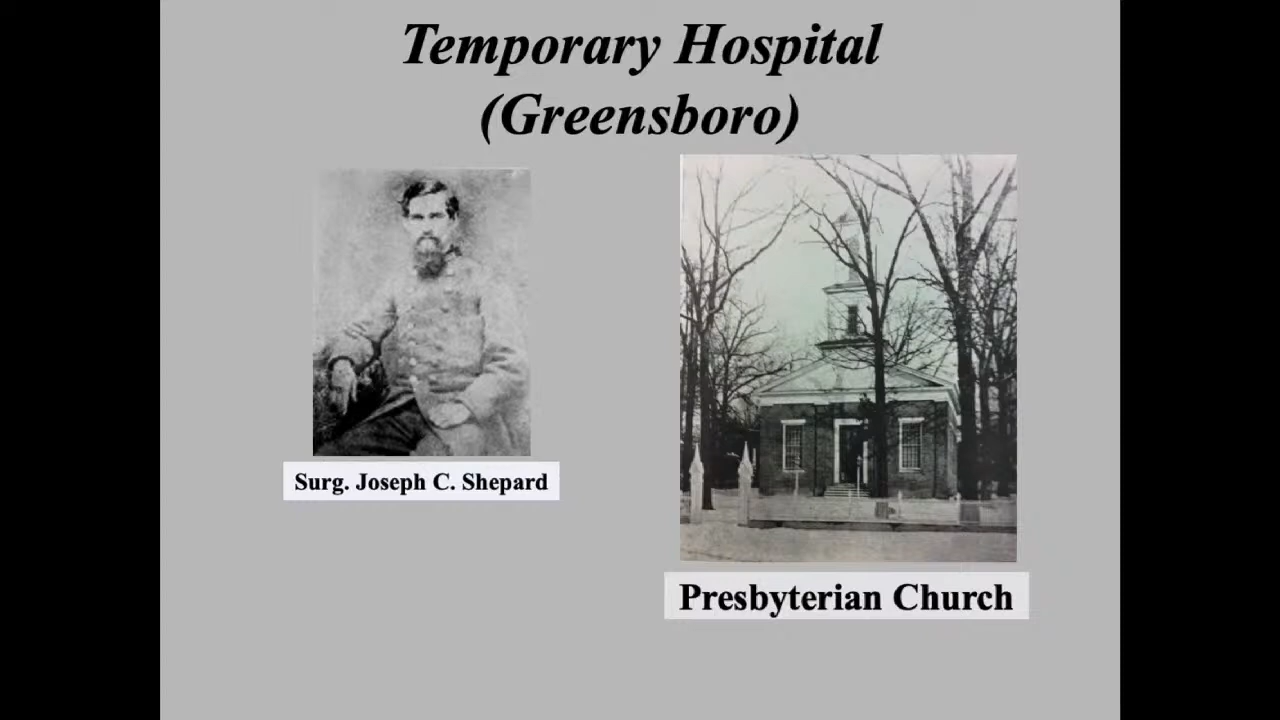 Temporary Hospital
(Greensboro)
Surg. Joseph C. Shepard
Presbyterian Church